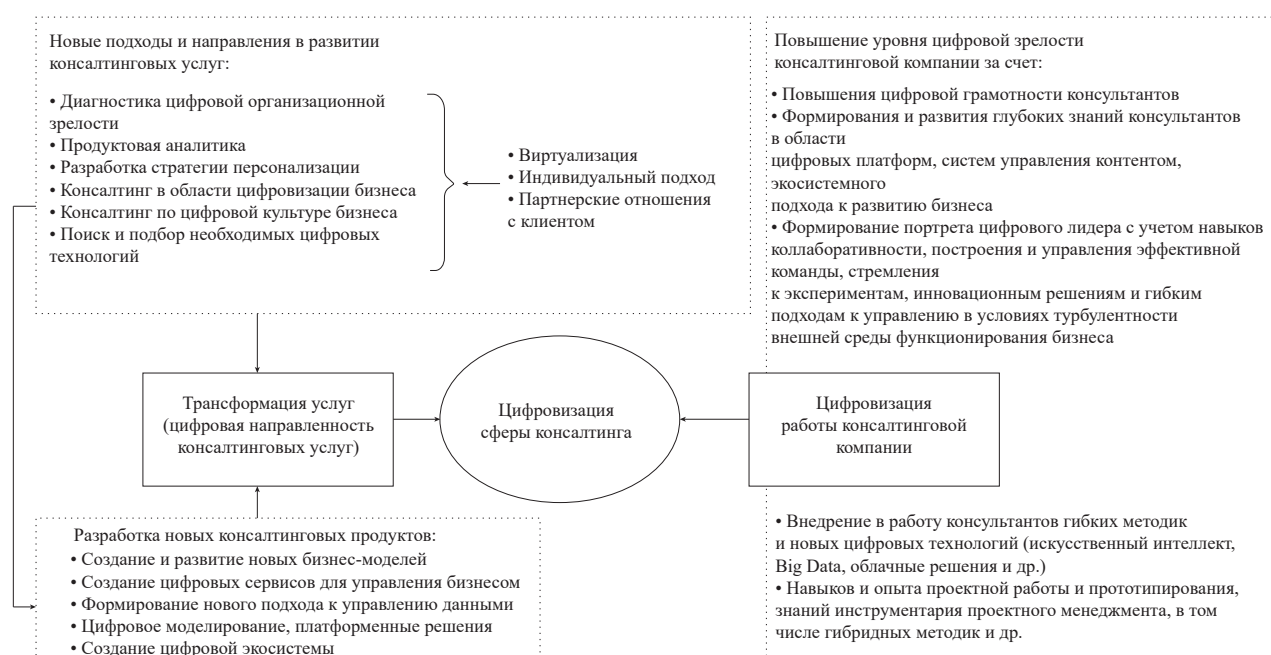 Новые подходы и направления в развитии
консалтинговых услуг:
• Диагностика цифровой организационной
зрелости
• Продуктовая аналитика
• Разработка стратегии персонализации
• Консалтинг в области цифровизации бизнеса
• Консалтинг по цифровой культуре бизнеса
• Поиск и подбор необходимых цифровых
технологий
• Виртуализация
• Индивидуальный подход
• Партнерские отношения
с клиентом
Повышение уровня цифровой зрелости
консалтинговой компании за счет:
• Повышения цифровой грамотности консультантов
• Формирования и развития глубоких знаний консультантов
в области
цифровых платформ, систем управления контентом,
экосистемного
подхода к развитию бизнеса
• Формирование портрета цифрового лидера с учетом навыков
коллаборативности, построения и управления эффективной
команды, стремления
к экспериментам, инновационным решениям и гибким
подходам к управлению в условиях турбулентности
внешней среды функционирования бизнеса
Трансформация услуг
(цифровая направленность
консалтинговых услуг)
Цифровизация
сферы консалтинга
Цифровизация
работы консалтинговой
компании
Разработка новых консалтинговых продуктов:
• Создание и развитие новых бизнес-моделей
• Создание цифровых сервисов для управления бизнесом
• Формирование нового подхода к управлению данными
• Цифровое моделирование, платформенные решения
• Создание цифровой экосистемы
• Внедрение в работу консультантов гибких методик
и новых цифровых технологий (искусственный интеллект,
Big Data, облачные решения и др.)
• Навыков и опыта проектной работы и прототипирования,
знаний инструментария проектного менеджмента, в том
числе гибридных методик и др.